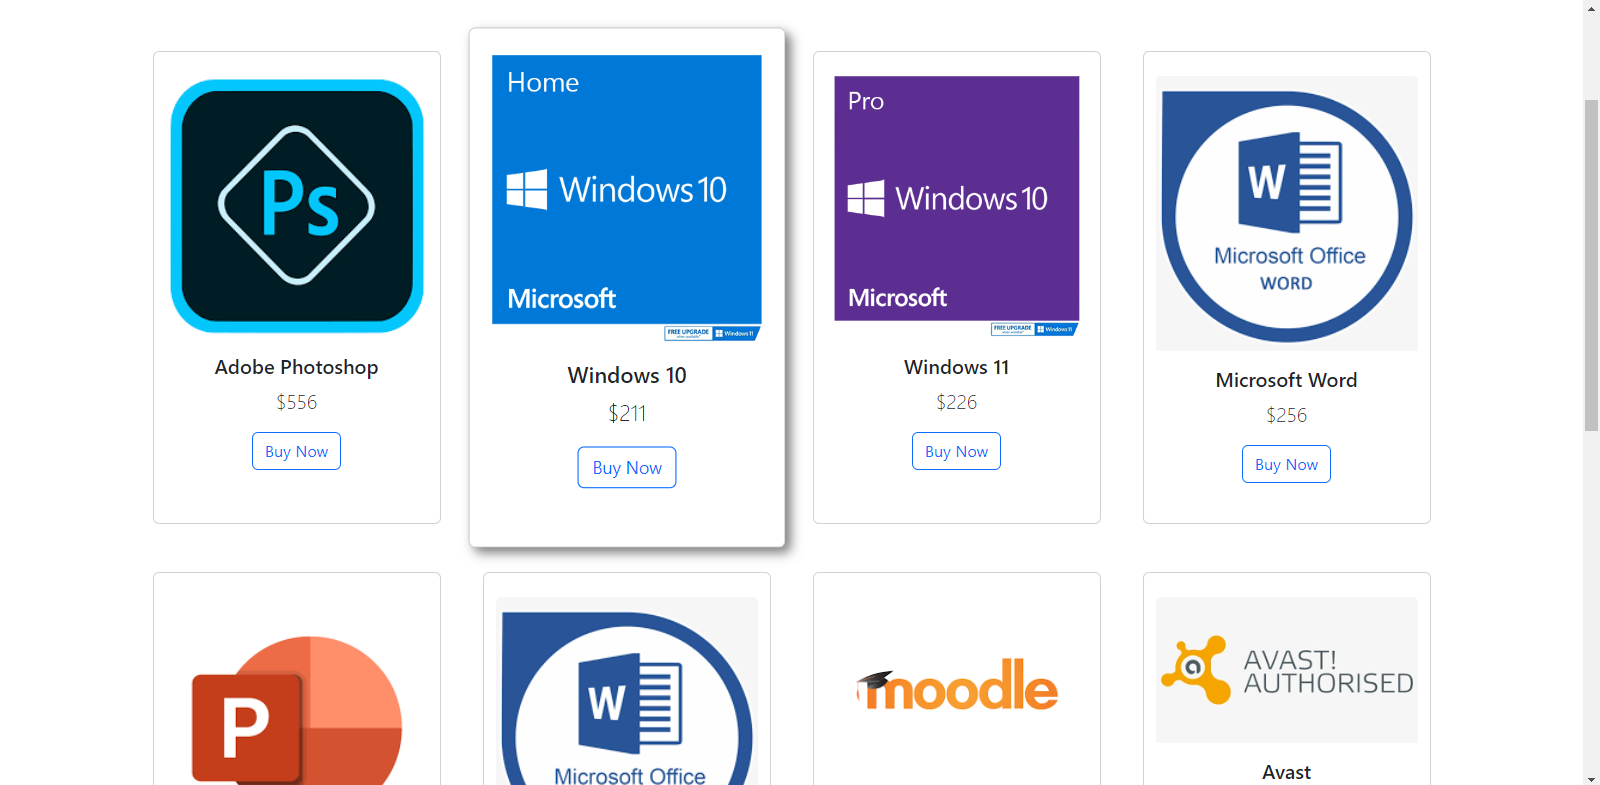 Ps
Adobe Photoshop
$556
Buy Now
Home
Windows 10
Microsoft
FREE UPGRADE
Windows 11
Windows 10
$211
Buy Now
Pro
Windows 10
Microsoft
FREE UPGRADE
Windows 11
Windows 11
$226
Buy Now
W
Microsoft Office
WORD
Microsoft Word
$256
Buy Now
P
W
Microsoft Office
moodle
a
AVAST!
AUTHORISED
Avast